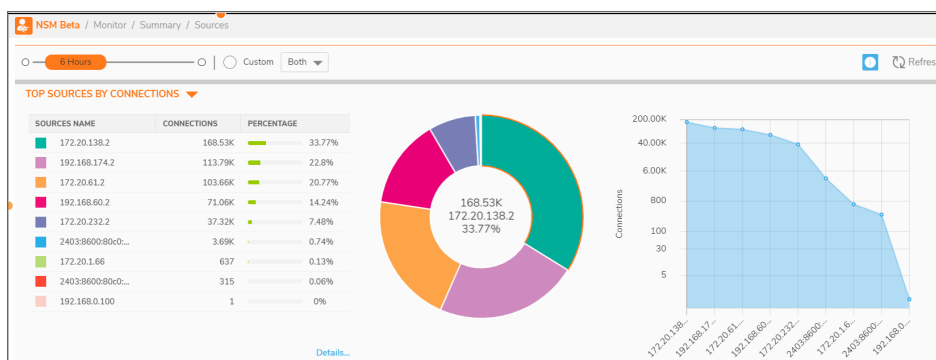 NSM Beta / Monitor / Summary / Sources
6 Hours Custom Both Refres
TOP SOURCES BY CONNECTIONS
SOURCES NAME CONNECTIONS PERCENTAGE
172.20.138.2 168.53K 33.77%
192.168.174.2 113.79K 22.8%
172.20.61.2 103.66K 20.77%
192.168.60.2 71.06K 14.24%
172.20.232.2 37.32K 7.48%
2403:8600:80c0:... 3.69K 0.74%
172.20.1.66 637 0.13%
2403:8600:80c0:... 315 0.06%
192.168.0.100 1 0%
Details...
168.53K
172.20.138.2
33.77%
Connections
200.00K
40.00K
6.00K
800
100
30
5
172.20.138...
192.168.17...
172.20.61...
192.168.60...
172.20.232...
2403:8600:...
172.20.1.6...
2403:8600:...
192.168.0...